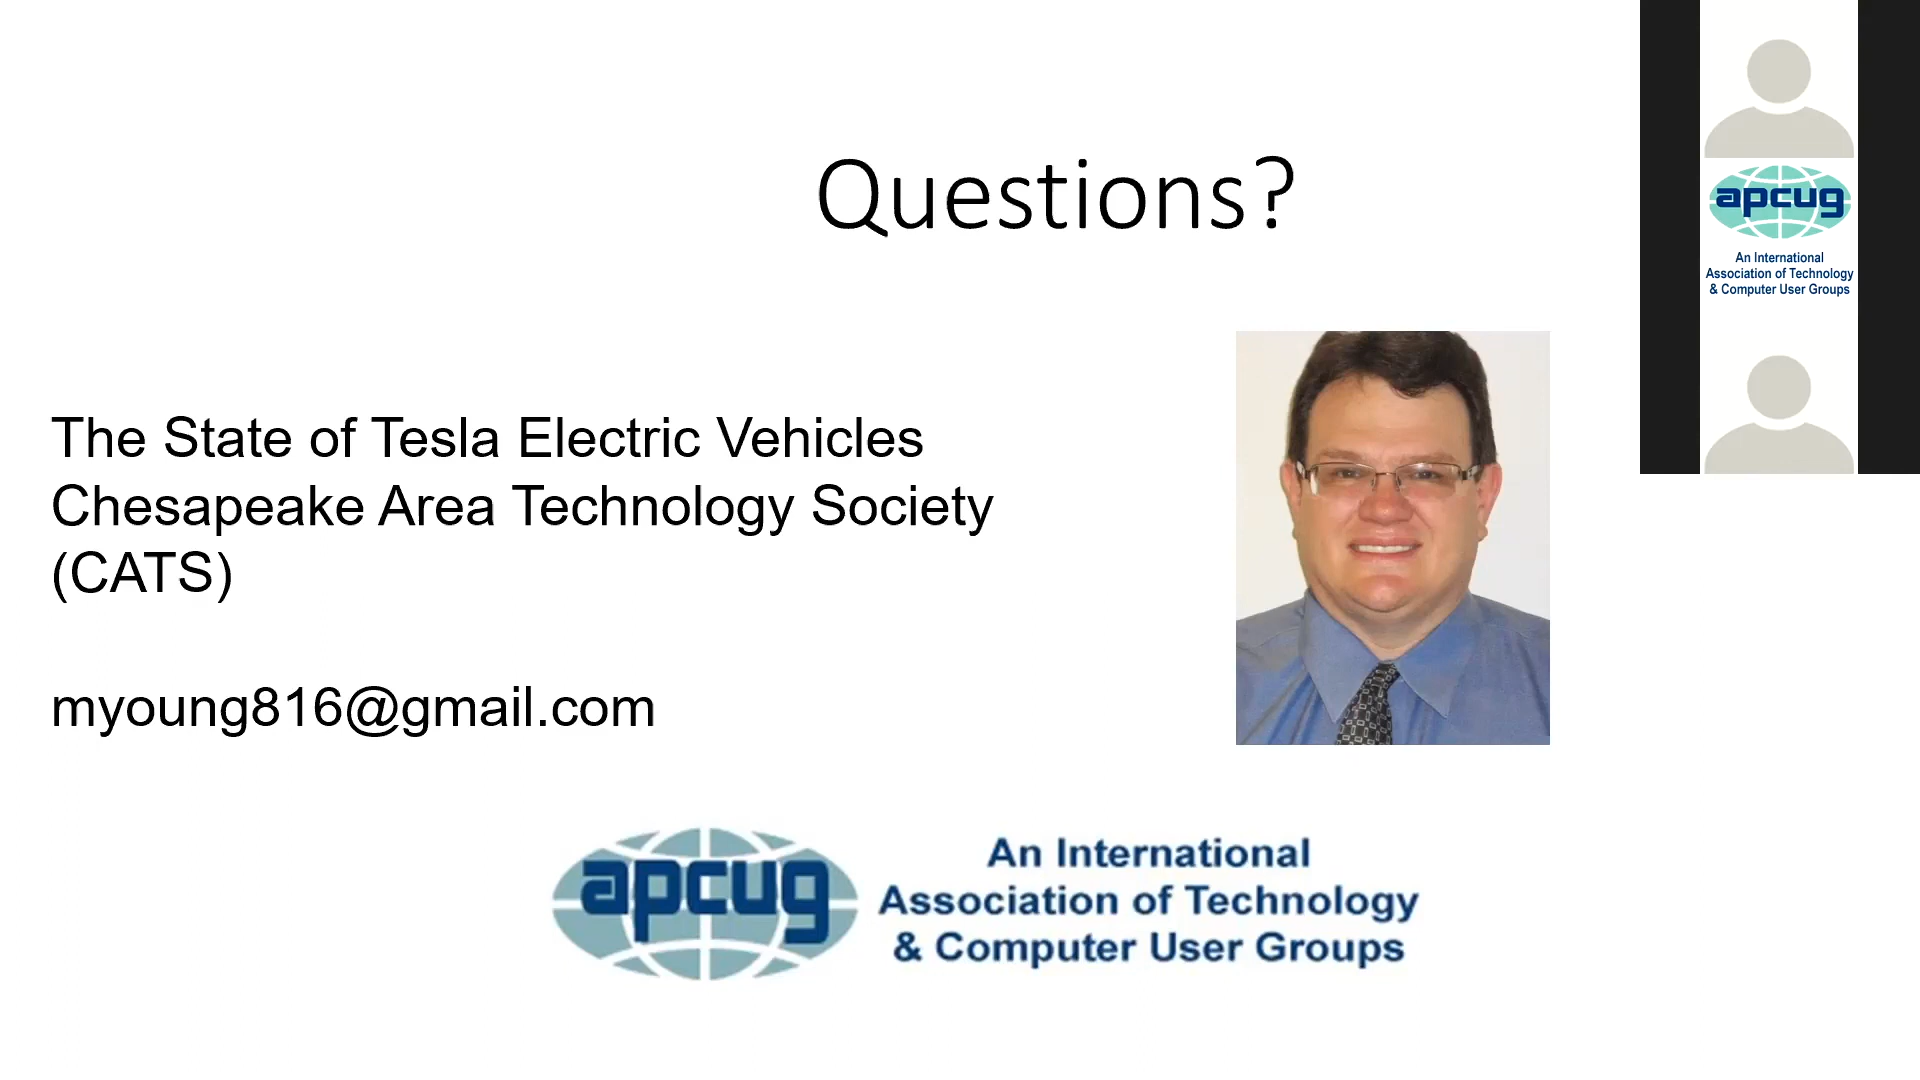 Questions?
The State of Tesla Electric Vehicles
Chesapeake Area Technology Society
(CATS)
myoung816@gmail.com
apcug
An International
Association of Technology
& Computer User Groups
apcug
An International
Association of Technology
& Computer User Groups